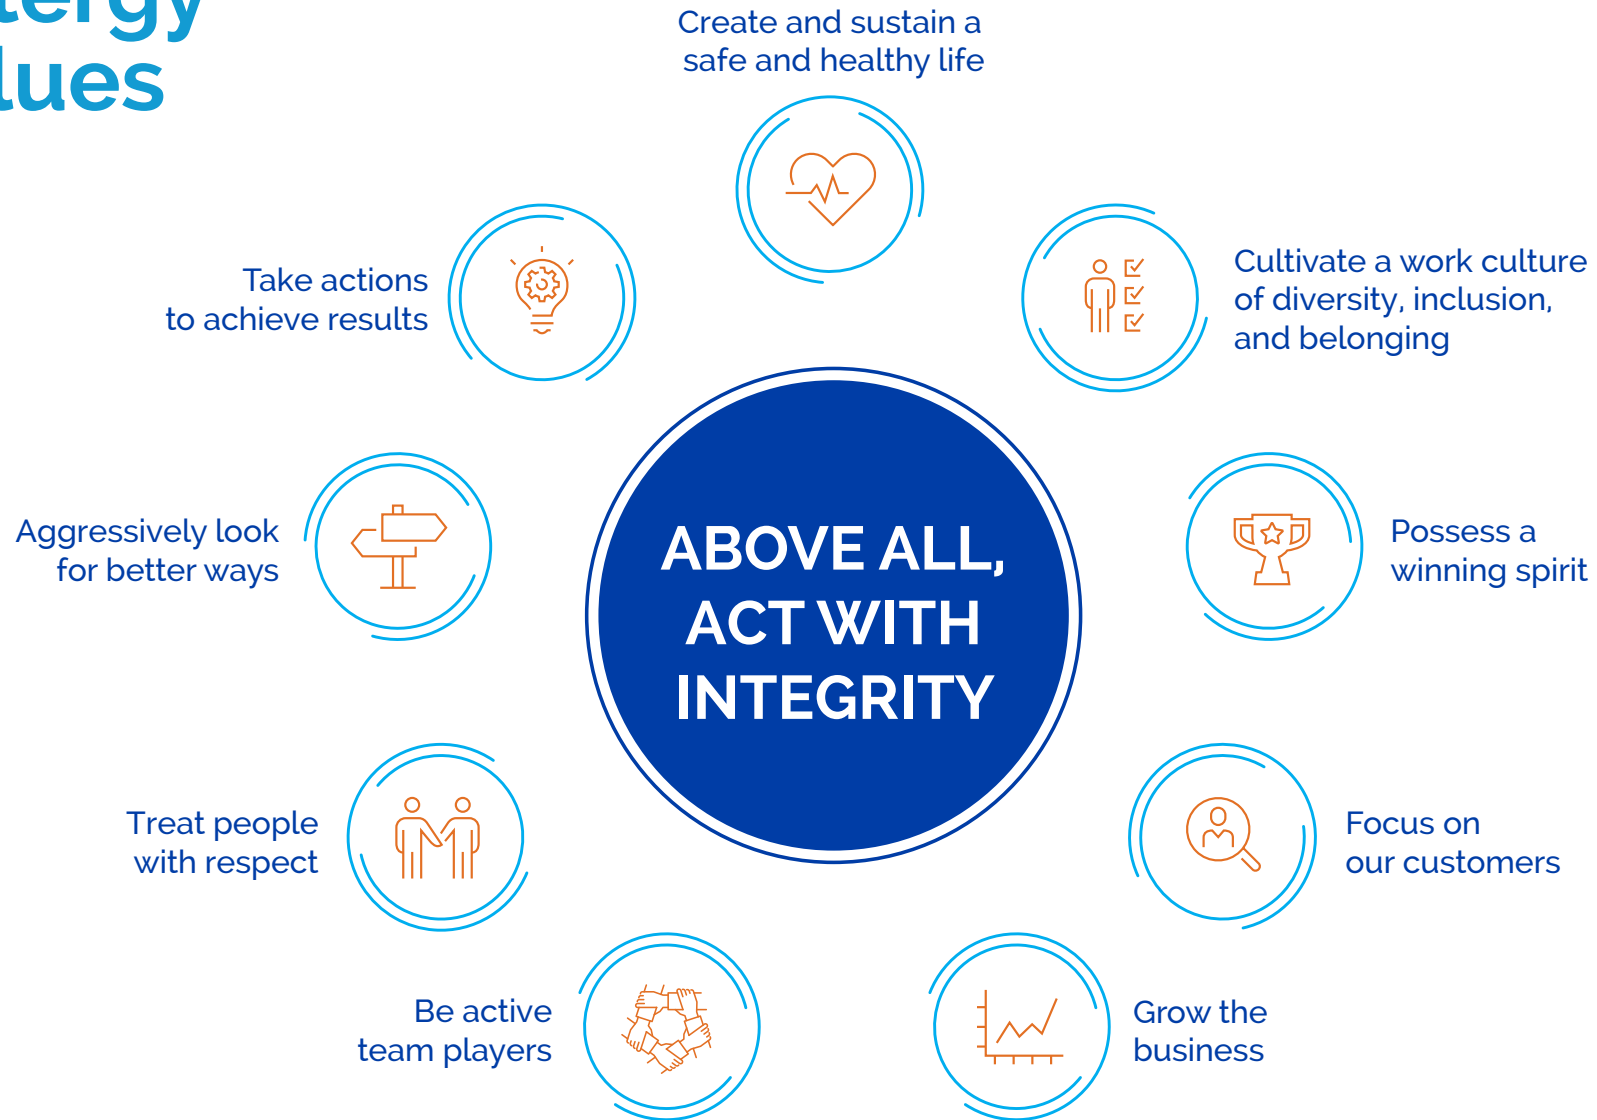 tergy
lues
Create and sustain a
safe and healthy life
Take actions
to achieve results
Cultivate a work culture
of diversity, inclusion,
and belonging
Aggressively look
for better ways
ABOVE ALL,
ACT WITH
INTEGRITY
Possess a
winning spirit
Treat people
with respect
Focus on
our customers
Be active
team players
Grow the
business